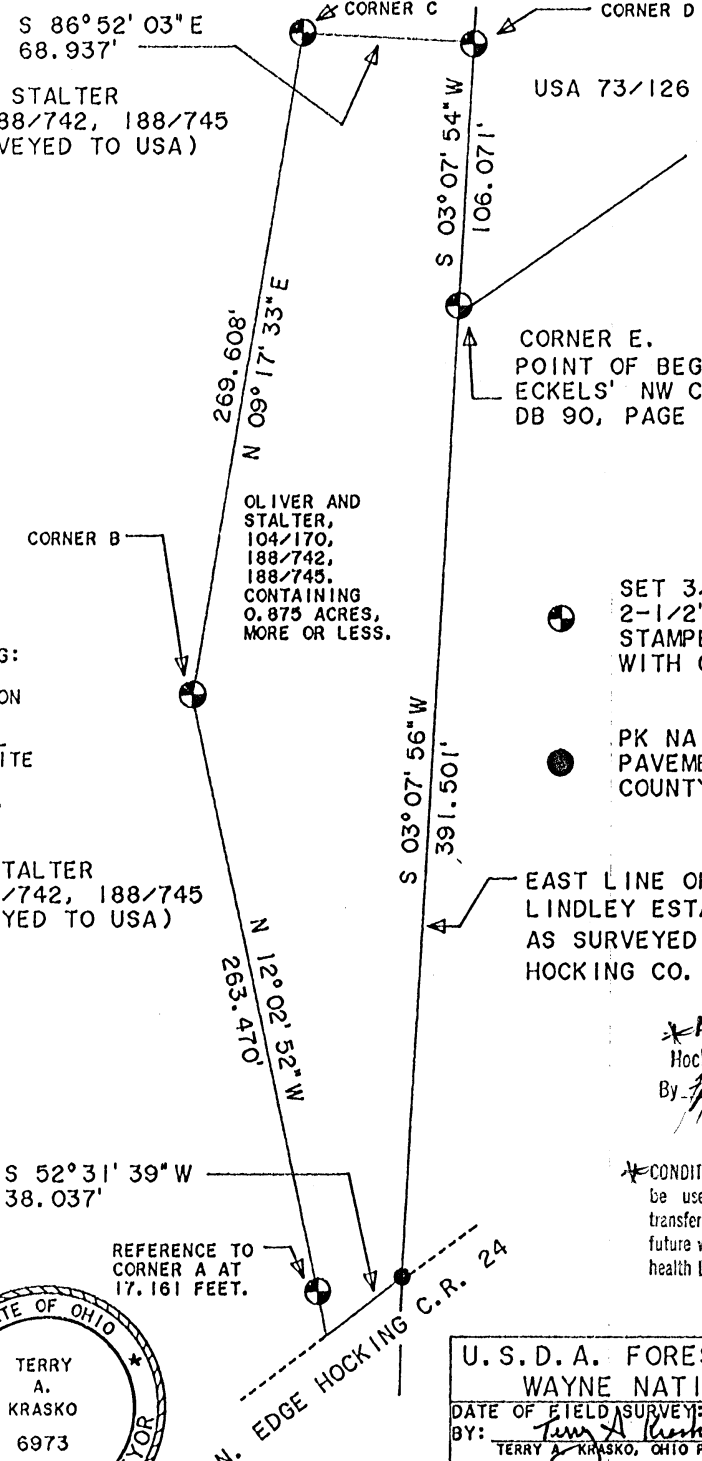 CORNER C
CORNER D
S 86°52'03"E
68.937'
STALTER
88/742, 188/745
VEYED TO USA)
USA 73/126
S 03°07'54"W
106.071'
269.608'
N 09°17'33"E
CORNER E.
POINT OF BEG
ECKELS' NW C
DB 90, PAGE
OLIVER AND
STALTER,
104/170,
188/742,
188/745.
CONTAINING
0.875 ACRES,
MORE OR LESS.
CORNER B
SET 3
2-1/2"
STAMPE
WITH
G:
ON
ITE
PK NA
PAVEME
COUNTY
S 03°07'56"W
391.501'
TALTER
/742, 188/745
YED TO USA)
EAST LINE OF
LINDLEY ESTA
AS SURVEYED
HOCKING CO.
N 12°02'52"W
263.470'
Hoc
By
S 52°31'39"W
38.037'
CONDIT
be use
transfer
future w
health
REFERENCE TO
CORNER A AT
17.161 FEET.
N. EDGE HOCKING C.R. 24
TE OF OHIO
TERRY
A.
KRASKO
6973
YOR
U.S.D.A. FORES
WAYNE NATI
DATE OF FIELD SURVEY:
BY: Terry A Krasko
TERRY A. KRASKO, OHIO P